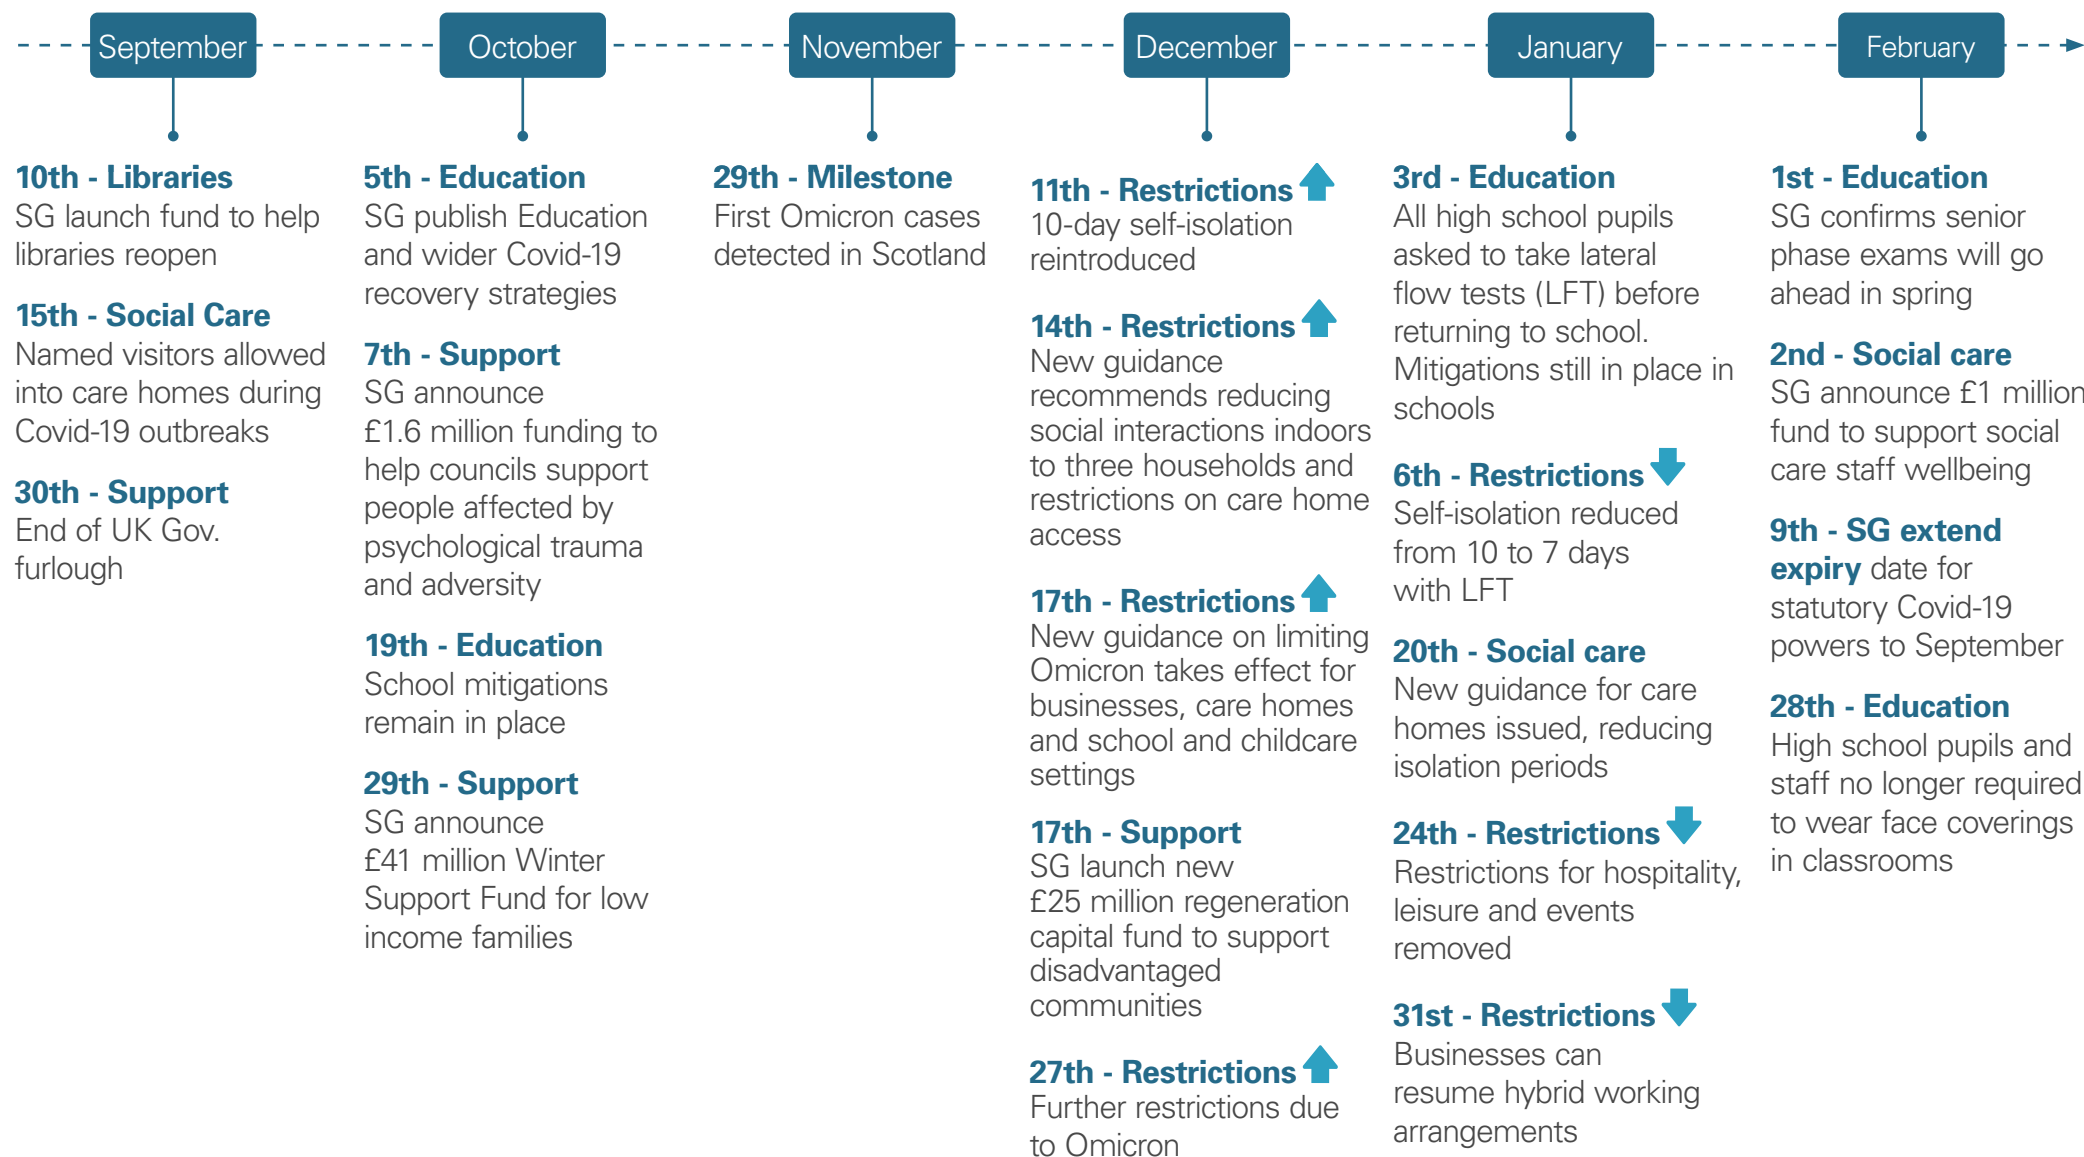 September
October
November
December
January
February
10th - Libraries
SG launch fund to help
libraries reopen
15th - Social Care
Named visitors allowed
into care homes during
Covid-19 outbreaks
30th - Support
End of UK Gov.
furlough
5th - Education
SG publish Education
and wider Covid-19
recovery strategies
7th - Support
SG announce
£1.6 million funding to
help councils support
people affected by
psychological trauma
and adversity
19th - Education
School mitigations
remain in place
29th - Support
SG announce
£41 million Winter
Support Fund for low
income families
29th - Milestone
First Omicron cases
detected in Scotland
11th - Restrictions
10-day self-isolation
reintroduced
14th - Restrictions
New guidance
recommends reducing
social interactions indoors
to three households and
restrictions on care home
access
17th - Restrictions
New guidance on limiting
Omicron takes effect for
businesses, care homes
and school and childcare
settings
17th - Support
SG launch new
£25 million regeneration
capital fund to support
disadvantaged
communities
27th - Restrictions
Further restrictions due
to Omicron
3rd - Education
All high school pupils
asked to take lateral
flow tests (LFT) before
returning to school.
Mitigations still in place in
schools
6th - Restrictions
Self-isolation reduced
from 10 to 7 days
with LFT
20th - Social care
New guidance for care
homes issued, reducing
isolation periods
24th - Restrictions
Restrictions for hospitality,
leisure and events
removed
31st - Restrictions
Businesses can
resume hybrid working
arrangements
1st - Education
SG confirms senior
phase exams will go
ahead in spring
2nd - Social care
SG announce £1 million
fund to support social
care staff wellbeing
9th - SG extend
expiry date for
statutory Covid-19
powers to September
28th - Education
High school pupils and
staff no longer required
to wear face coverings
in classrooms